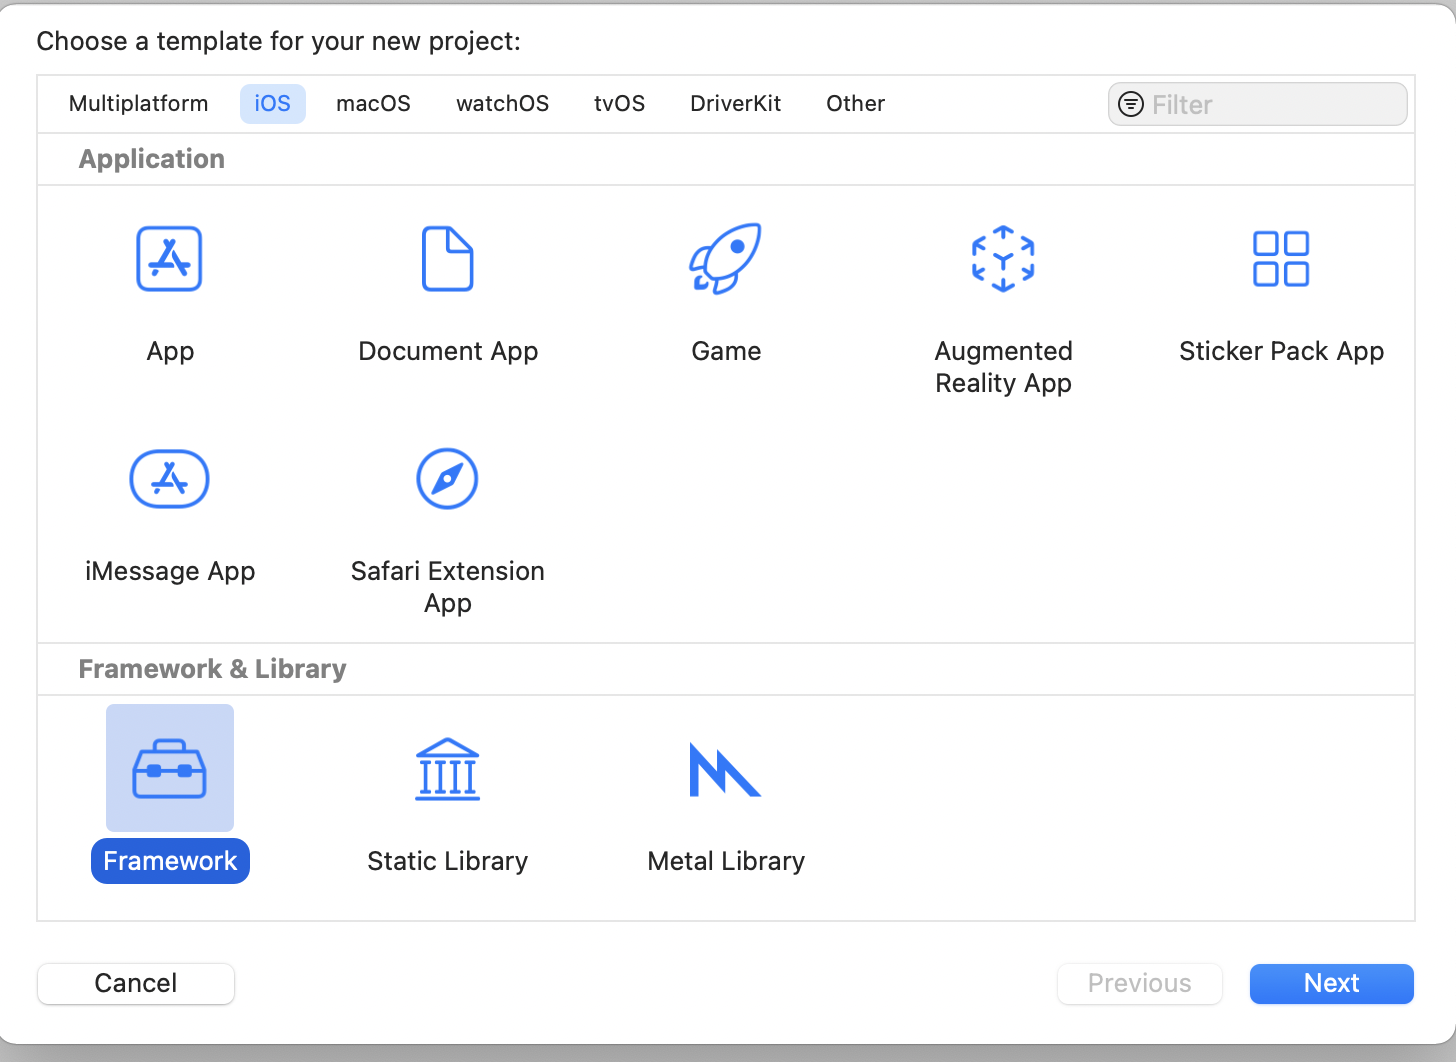 Choose a template for your new project:
Multiplatform iOS macOS watchOS tvOS DriverKit Other Filter
Application
App Document App Game Augmented Reality App Sticker Pack App
iMessage App Safari Extension App
Framework & Library
Framework Static Library Metal Library
Cancel Previous Next